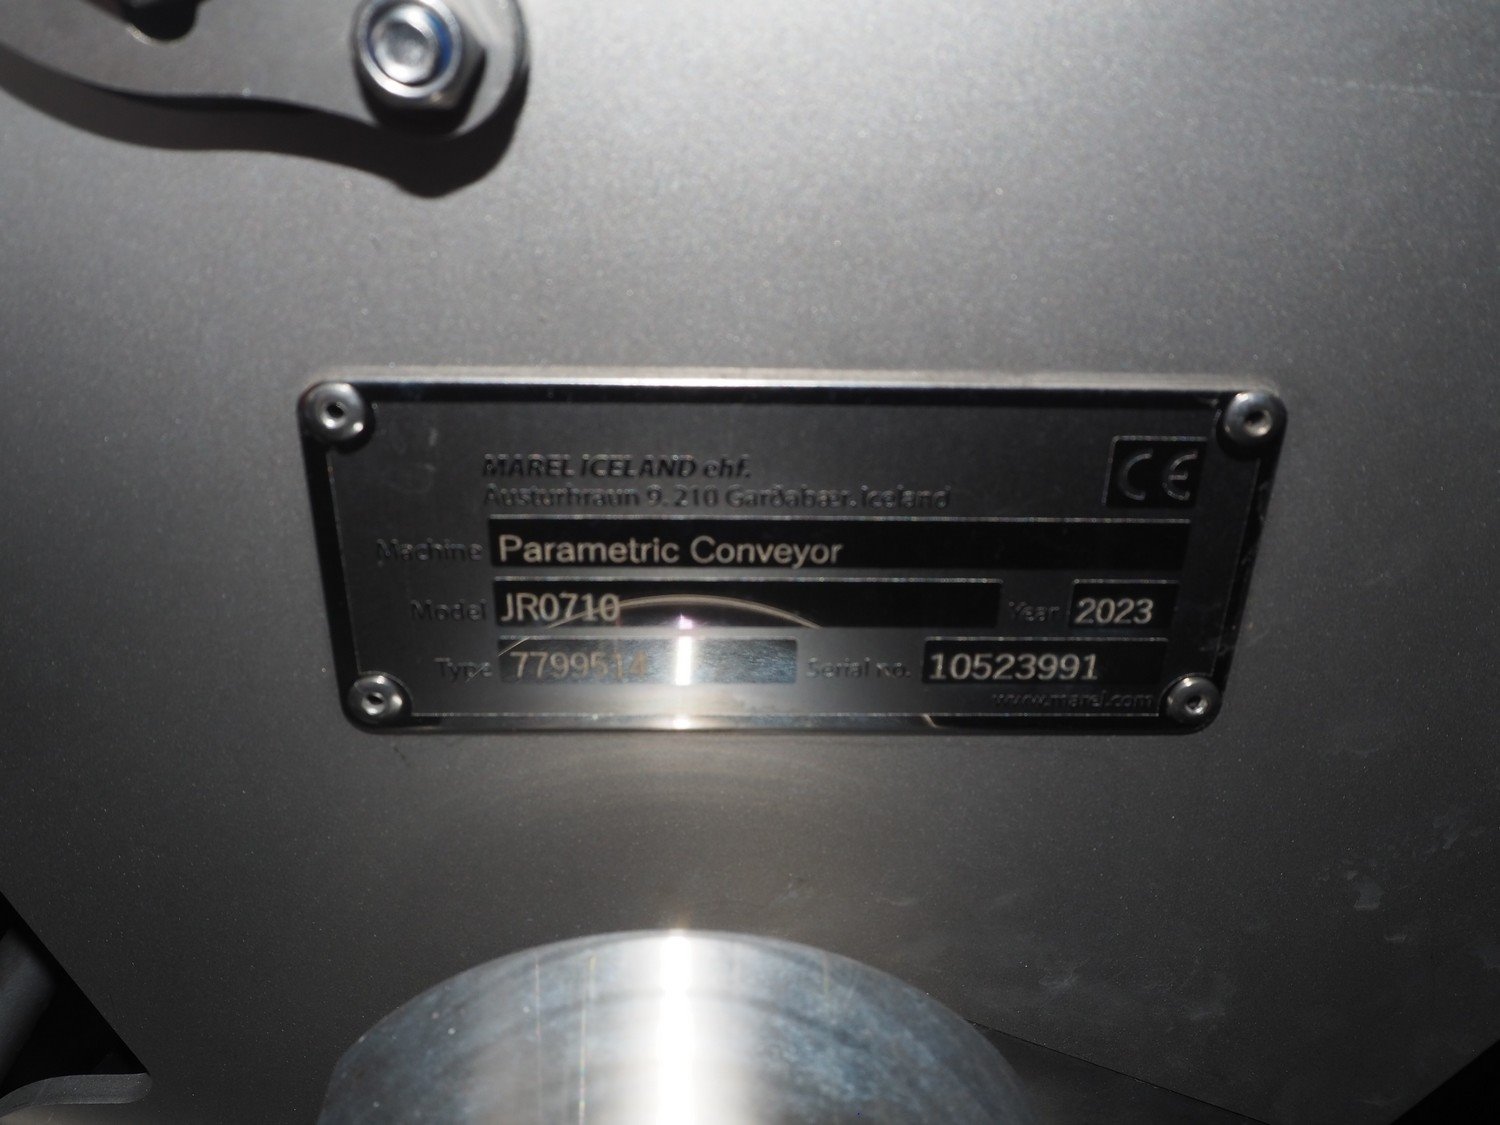 MAREL ICELAND ehf.
Austurhraun 9, 210 Garðabær, Iceland
CE
Machine Parametric Conveyor
Model JR0710 Year 2023
Type 7799514 Serial no. 10523991
www.marel.com